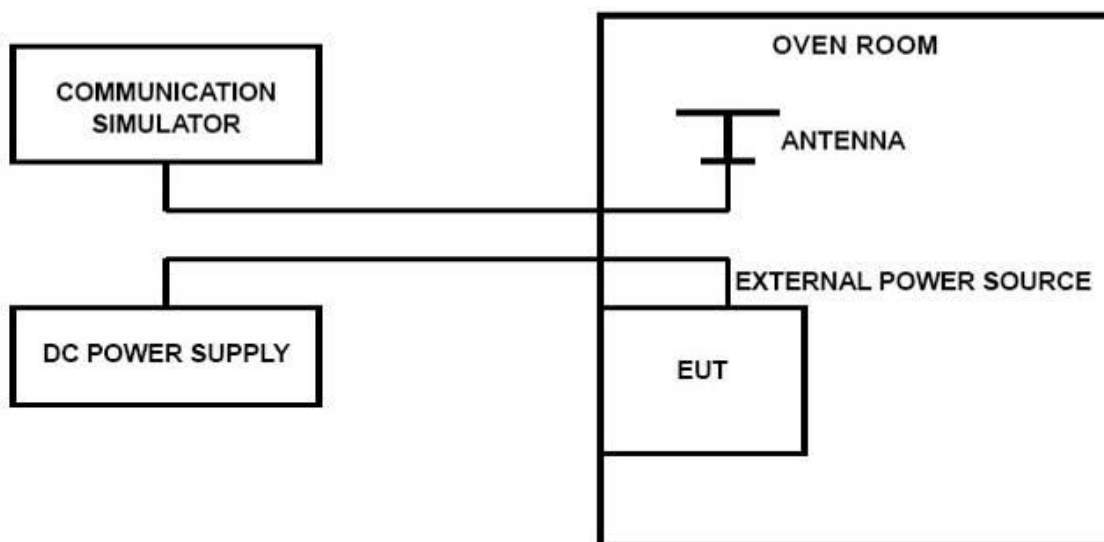 OVEN ROOM
COMMUNICATION
SIMULATOR
ANTENNA
EXTERNAL POWER SOURCE
DC POWER SUPPLY
EUT